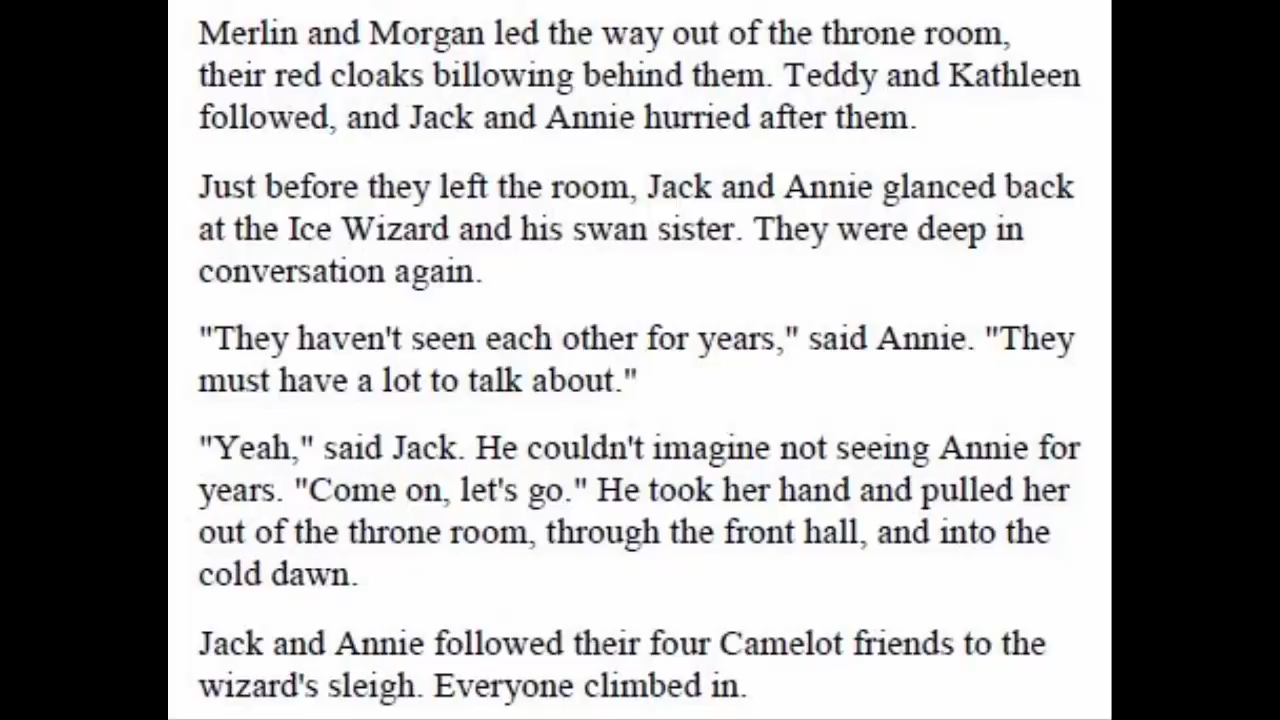 Merlin and Morgan led the way out of the throne room,
their red cloaks billowing behind them. Teddy and Kathleen
followed, and Jack and Annie hurried after them.
Just before they left the room, Jack and Annie glanced back
at the Ice Wizard and his swan sister. They were deep in
conversation again.
"They haven't seen each other for years," said Annie. "They
must have a lot to talk about."
"Yeah," said Jack. He couldn't imagine not seeing Annie for
years. "Come on, let's go." He took her hand and pulled her
out of the throne room, through the front hall, and into the
cold dawn.
Jack and Annie followed their four Camelot friends to the
wizard's sleigh. Everyone climbed in.